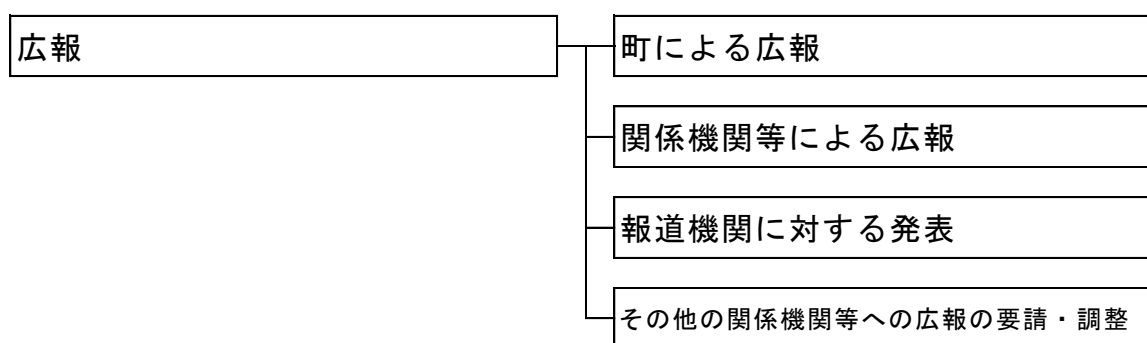 広報
町による広報
関係機関等による広報
報道機関に対する発表
その他の関係機関等への広報の要請・調整